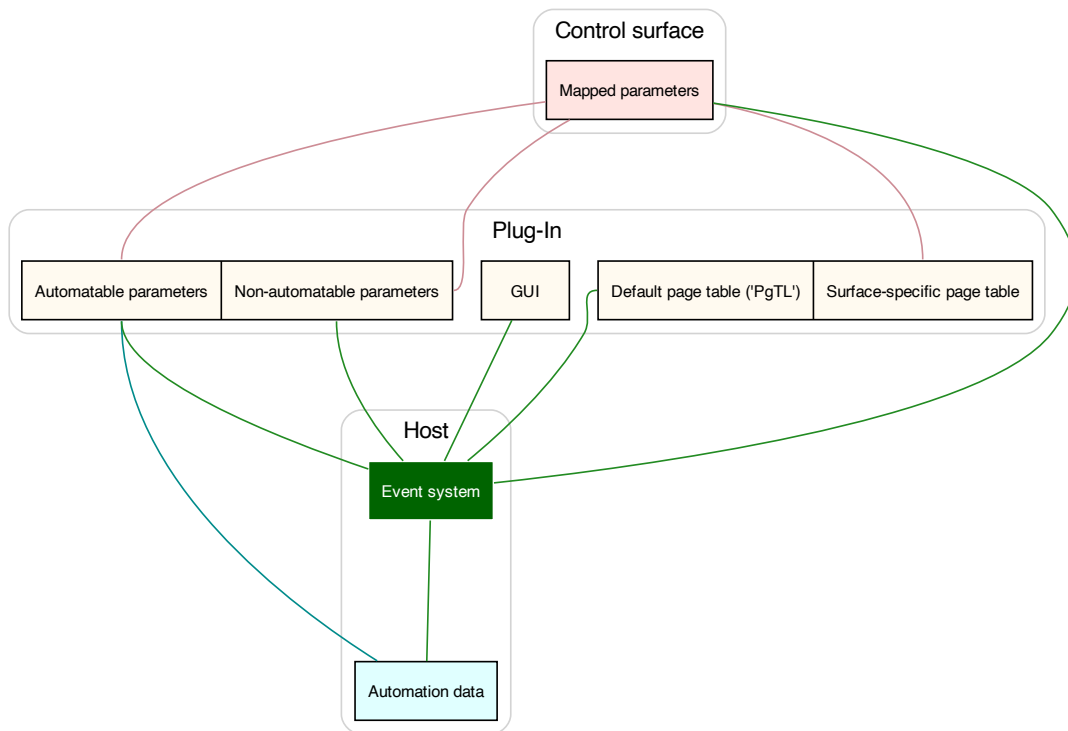 Control surface
Mapped parameters
Plug-In
Automatable parameters
Non-automatable parameters
GUI
Default page table ('PgTL')
Surface-specific page table
Host
Event system
Automation data